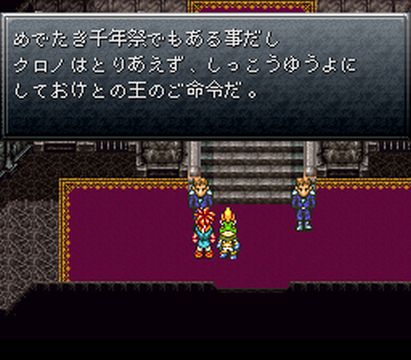 めでたき千年祭でもある事だし
クロノはとりあえず、しっこうゆうよに
しておけとの王のご命令だ。